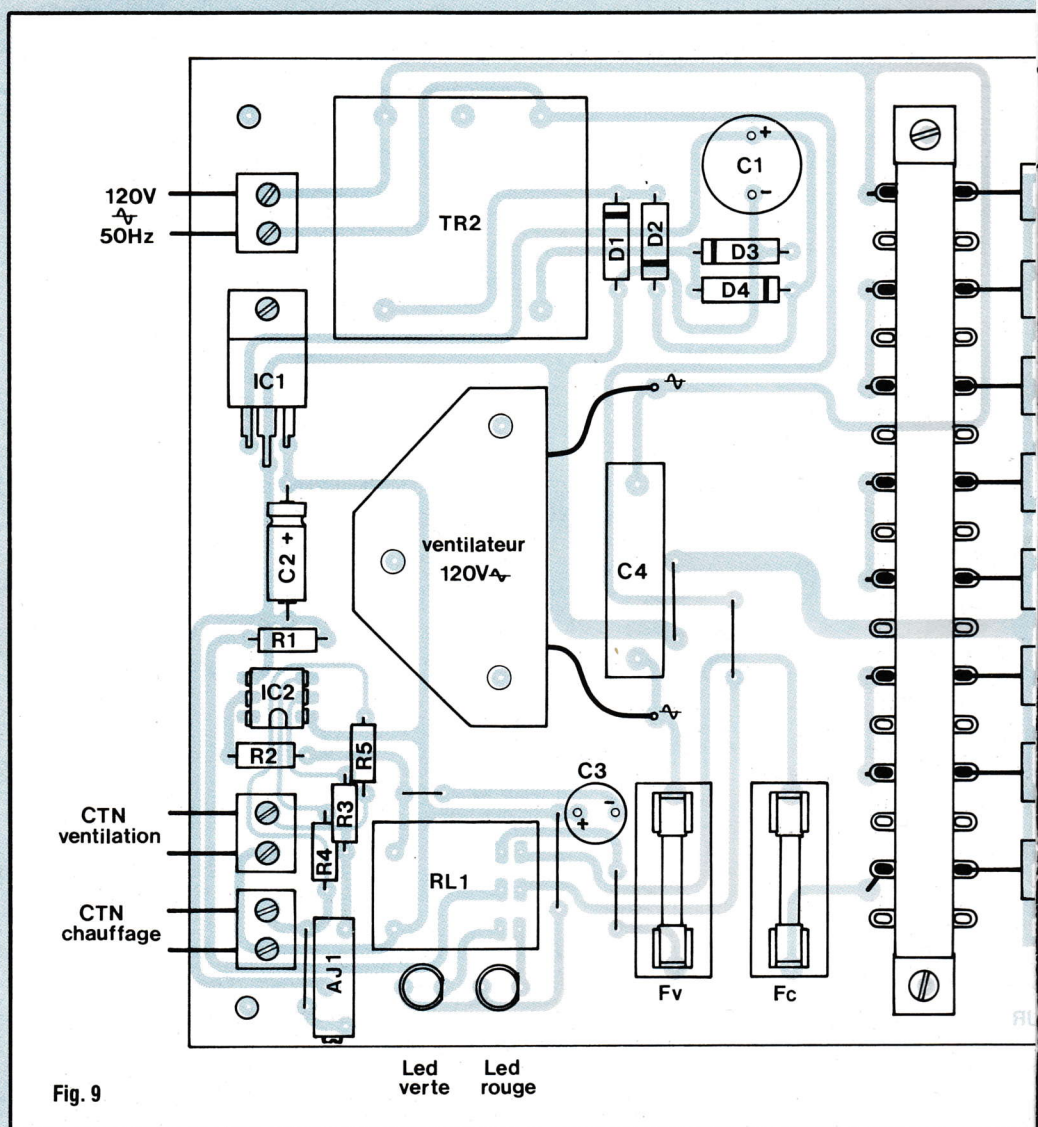 120V
50Hz
TR2
C1
+
-
D1
D2
D3
D4
IC1
C2 +
ventilateur
120V
C4
R1
IC2
R2
R5
R3
R4
CTN
ventilation
CTN
chauffage
AJ1
RL1
C3
+
-
Fv
Fc
Led
verte
Led
rouge
Fig. 9